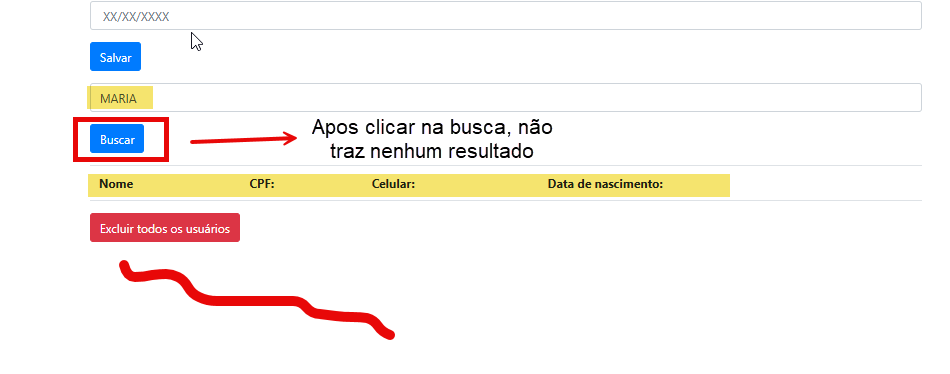 XX/XX/XXXX
Salvar
MARIA
Buscar
Apos clicar na busca, não
traz nenhum resultado
Nome CPF: Celular: Data de nascimento:
Excluir todos os usuários